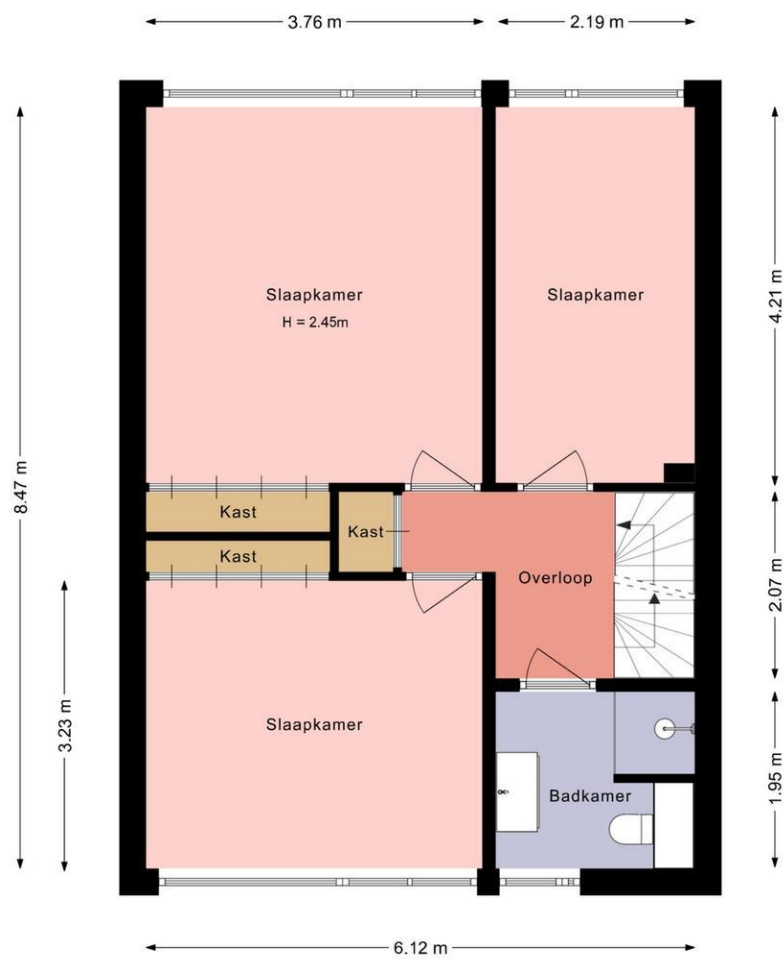 3.76 m
2.19 m
Slaapkamer
H = 2.45m
Slaapkamer
4.21 m
8.47 m
Kast
Kast
Kast
Overloop
2.07 m
3.23 m
Slaapkamer
Badkamer
1.95 m
6.12 m